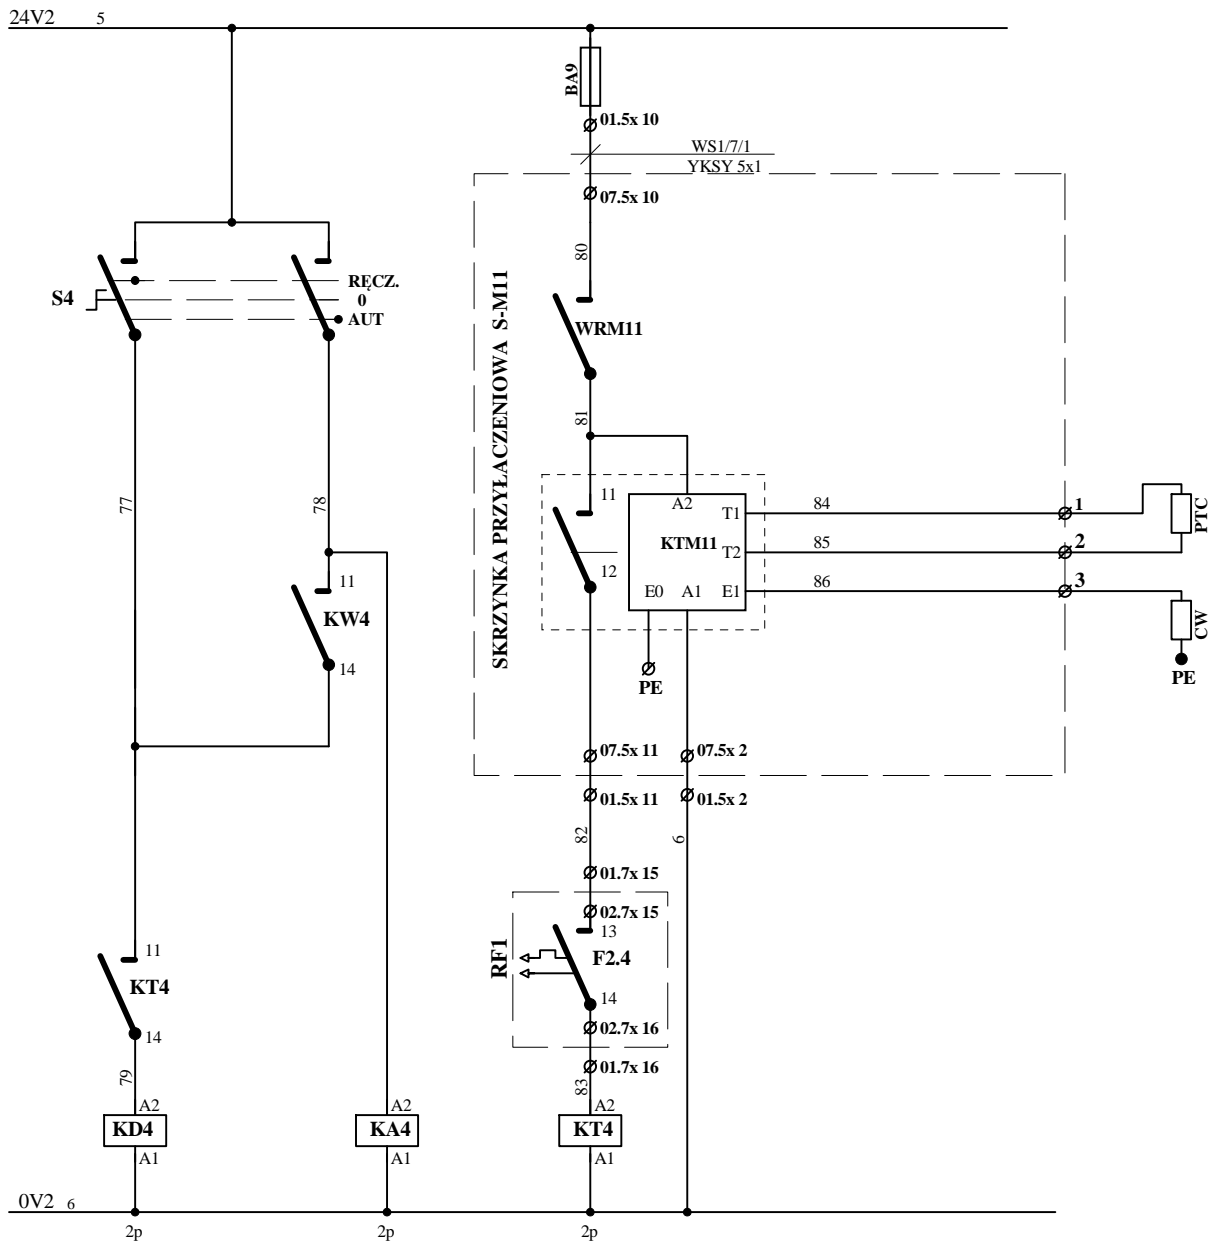 24V2 5
BA9
01.5x 10
WS1/7/1
YKSY 5x1
07.5x 10
80
S4
RĘCZ.
0
AUT
WRM11
SKRZYNKA PRZYŁACZENIOWA S-M11
81
77
78
11
A2
T1
84
1
PTC
KTM11
T2
85
2
12
E0
A1
E1
86
3
CW
11
KW4
14
PE
PE
07.5x 11
07.5x 2
01.5x 11
01.5x 2
82
6
01.7x 15
02.7x 15
13
RF1
F2.4
14
02.7x 16
11
KT4
14
01.7x 16
79
83
A2
KD4
A1
A2
KA4
A1
A2
KT4
A1
0V2 6
2p
2p
2p